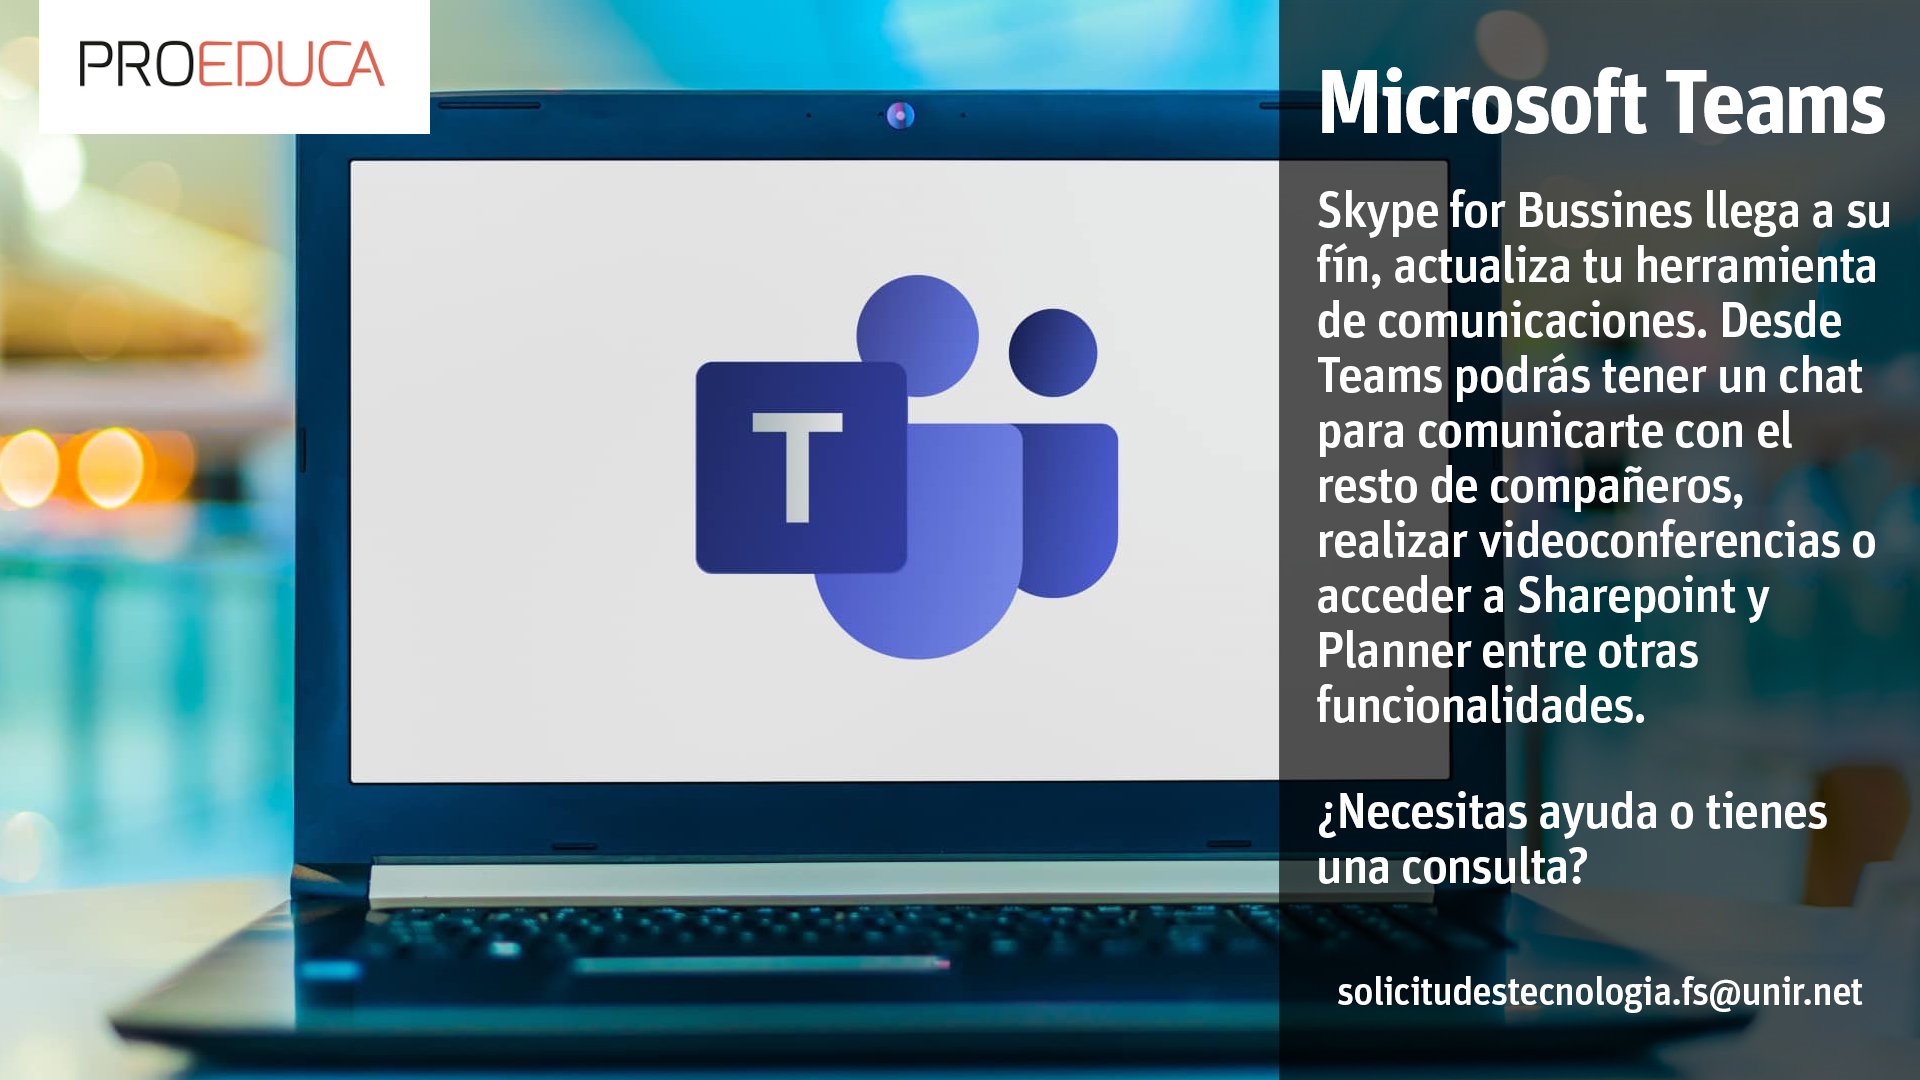 PROEDUCA
Microsoft Teams
Skype for Bussines llega a su
fín, actualiza tu herramienta
de comunicaciones. Desde
Teams podrás tener un chat
para comunicarte con el
resto de compañeros,
realizar videoconferencias o
acceder a Sharepoint y
Planner entre otras
funcionalidades.
¿Necesitas ayuda o tienes
una consulta?
solicitudestecnologia.fs@unir.net
T